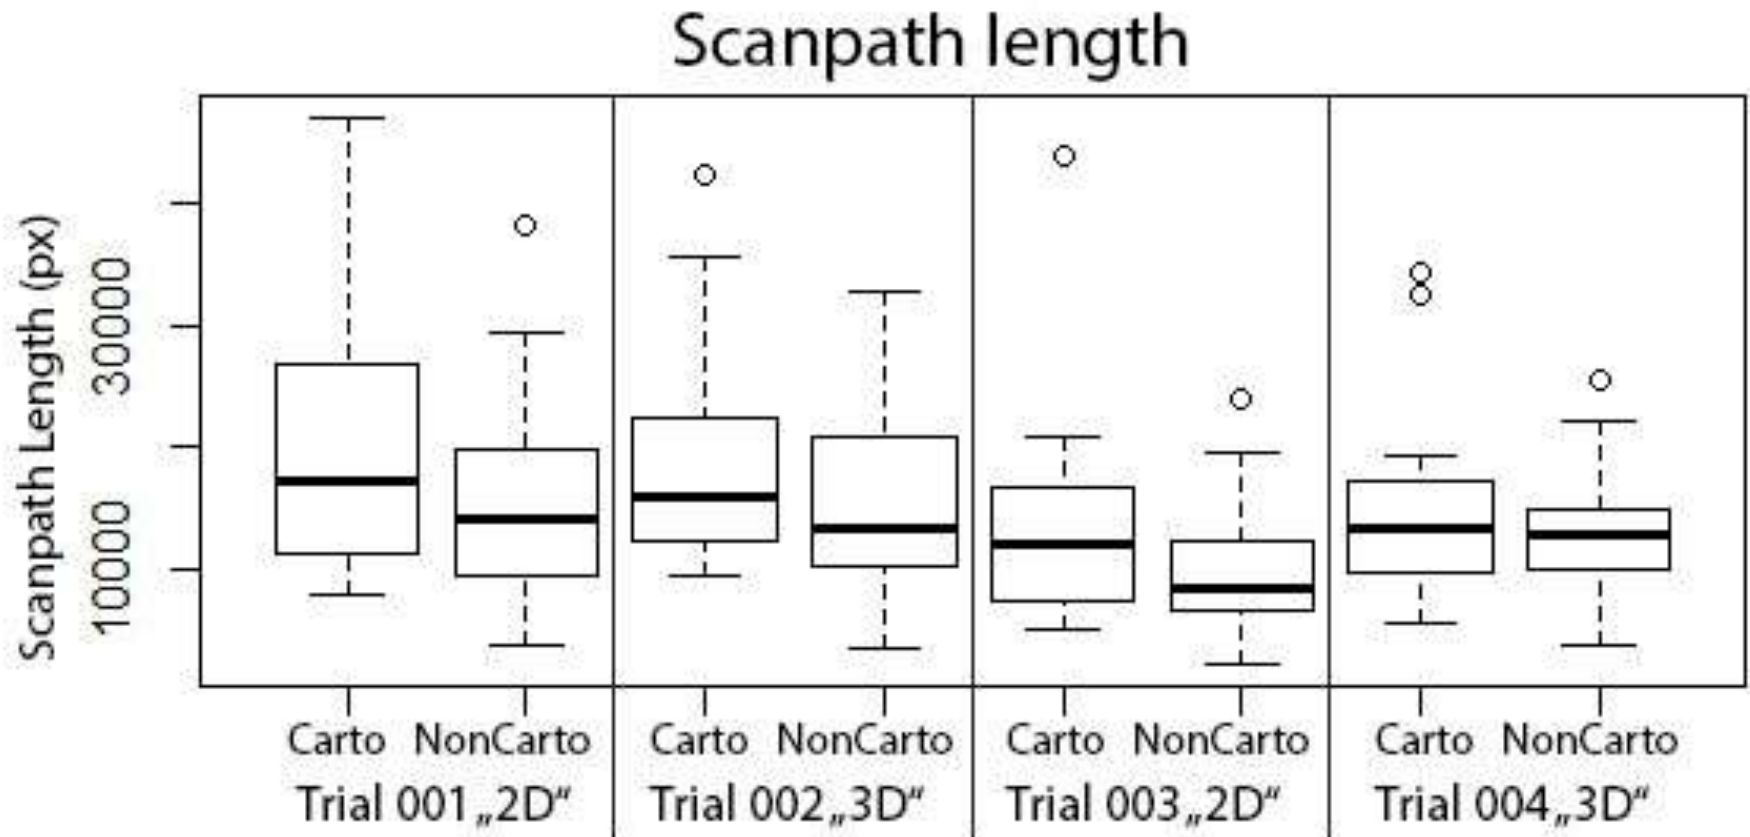 Scanpath length
Scanpath Length (px)
30000
10000
Carto NonCarto Carto NonCarto Carto NonCarto Carto NonCarto
Trial 001„2D“ Trial 002„3D“ Trial 003„2D“ Trial 004„3D“